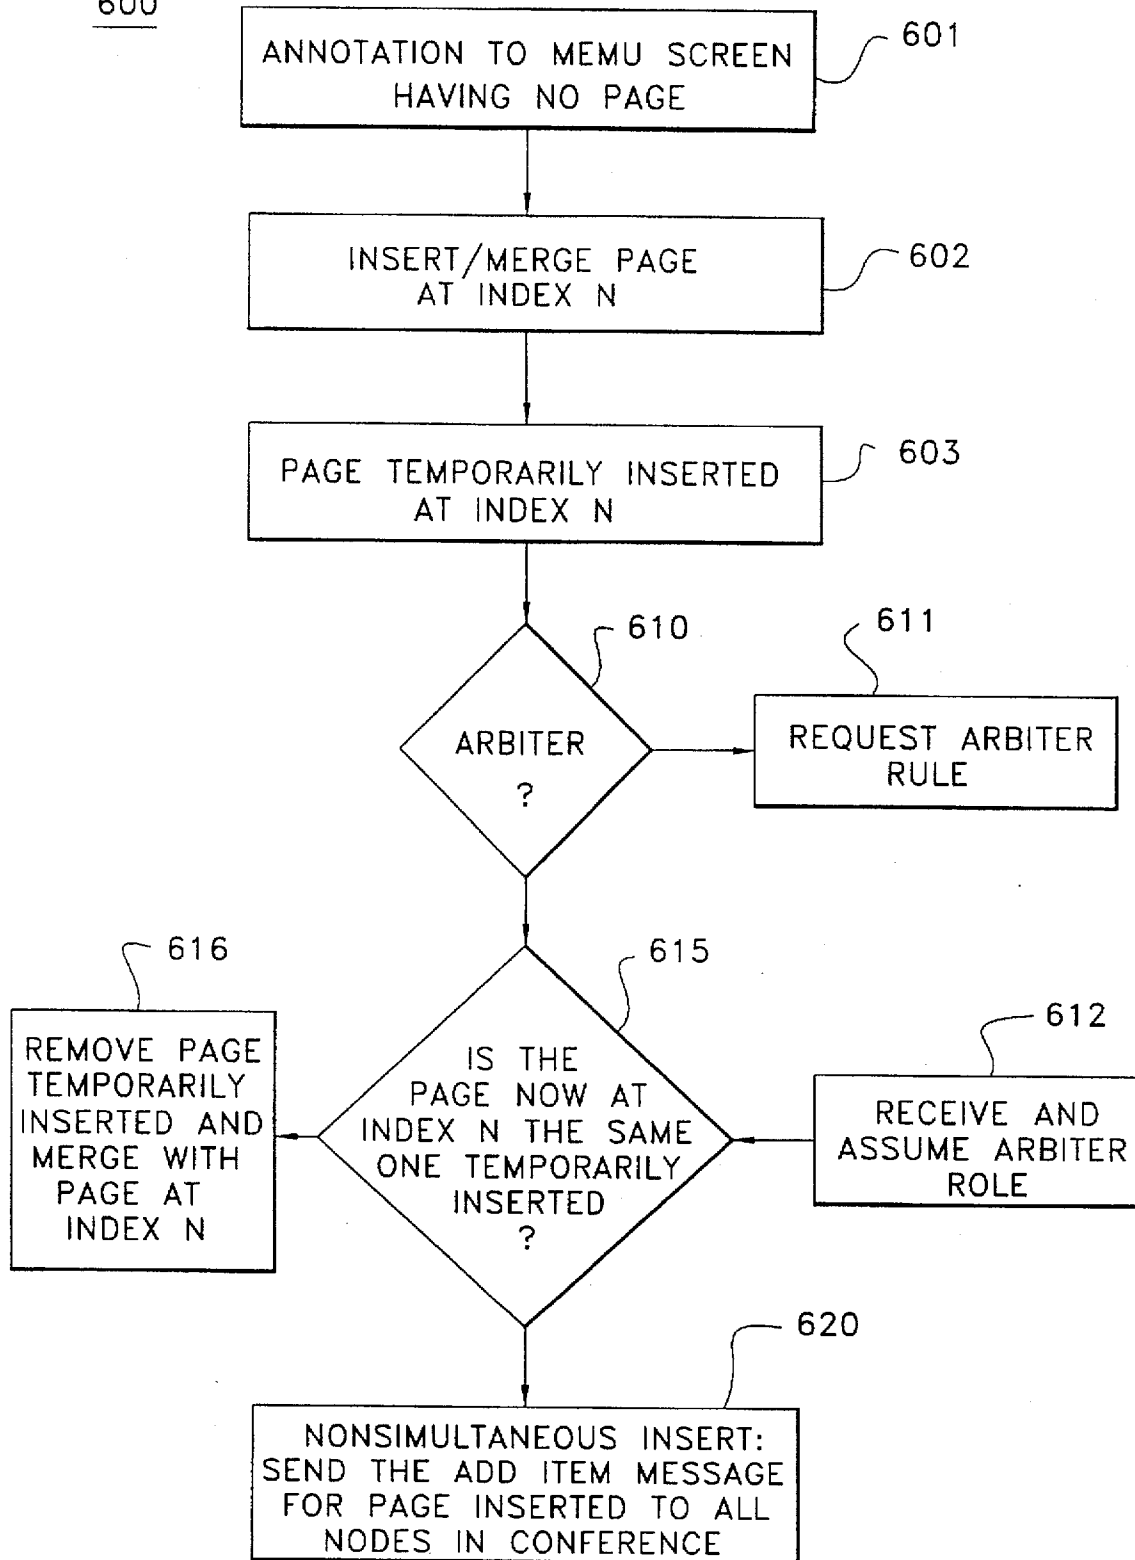 600
ANNOTATION TO MEMU SCREEN
HAVING NO PAGE
601
INSERT/MERGE PAGE
AT INDEX N
602
PAGE TEMPORARILY INSERTED
AT INDEX N
603
610
ARBITER
?
611
REQUEST ARBITER
RULE
616
REMOVE PAGE
TEMPORARILY
INSERTED AND
MERGE WITH
PAGE AT
INDEX N
615
IS THE
PAGE NOW AT
INDEX N THE SAME
ONE TEMPORARILY
INSERTED
?
612
RECEIVE AND
ASSUME ARBITER
ROLE
620
NONSIMULTANEOUS INSERT:
SEND THE ADD ITEM MESSAGE
FOR PAGE INSERTED TO ALL
NODES IN CONFERENCE